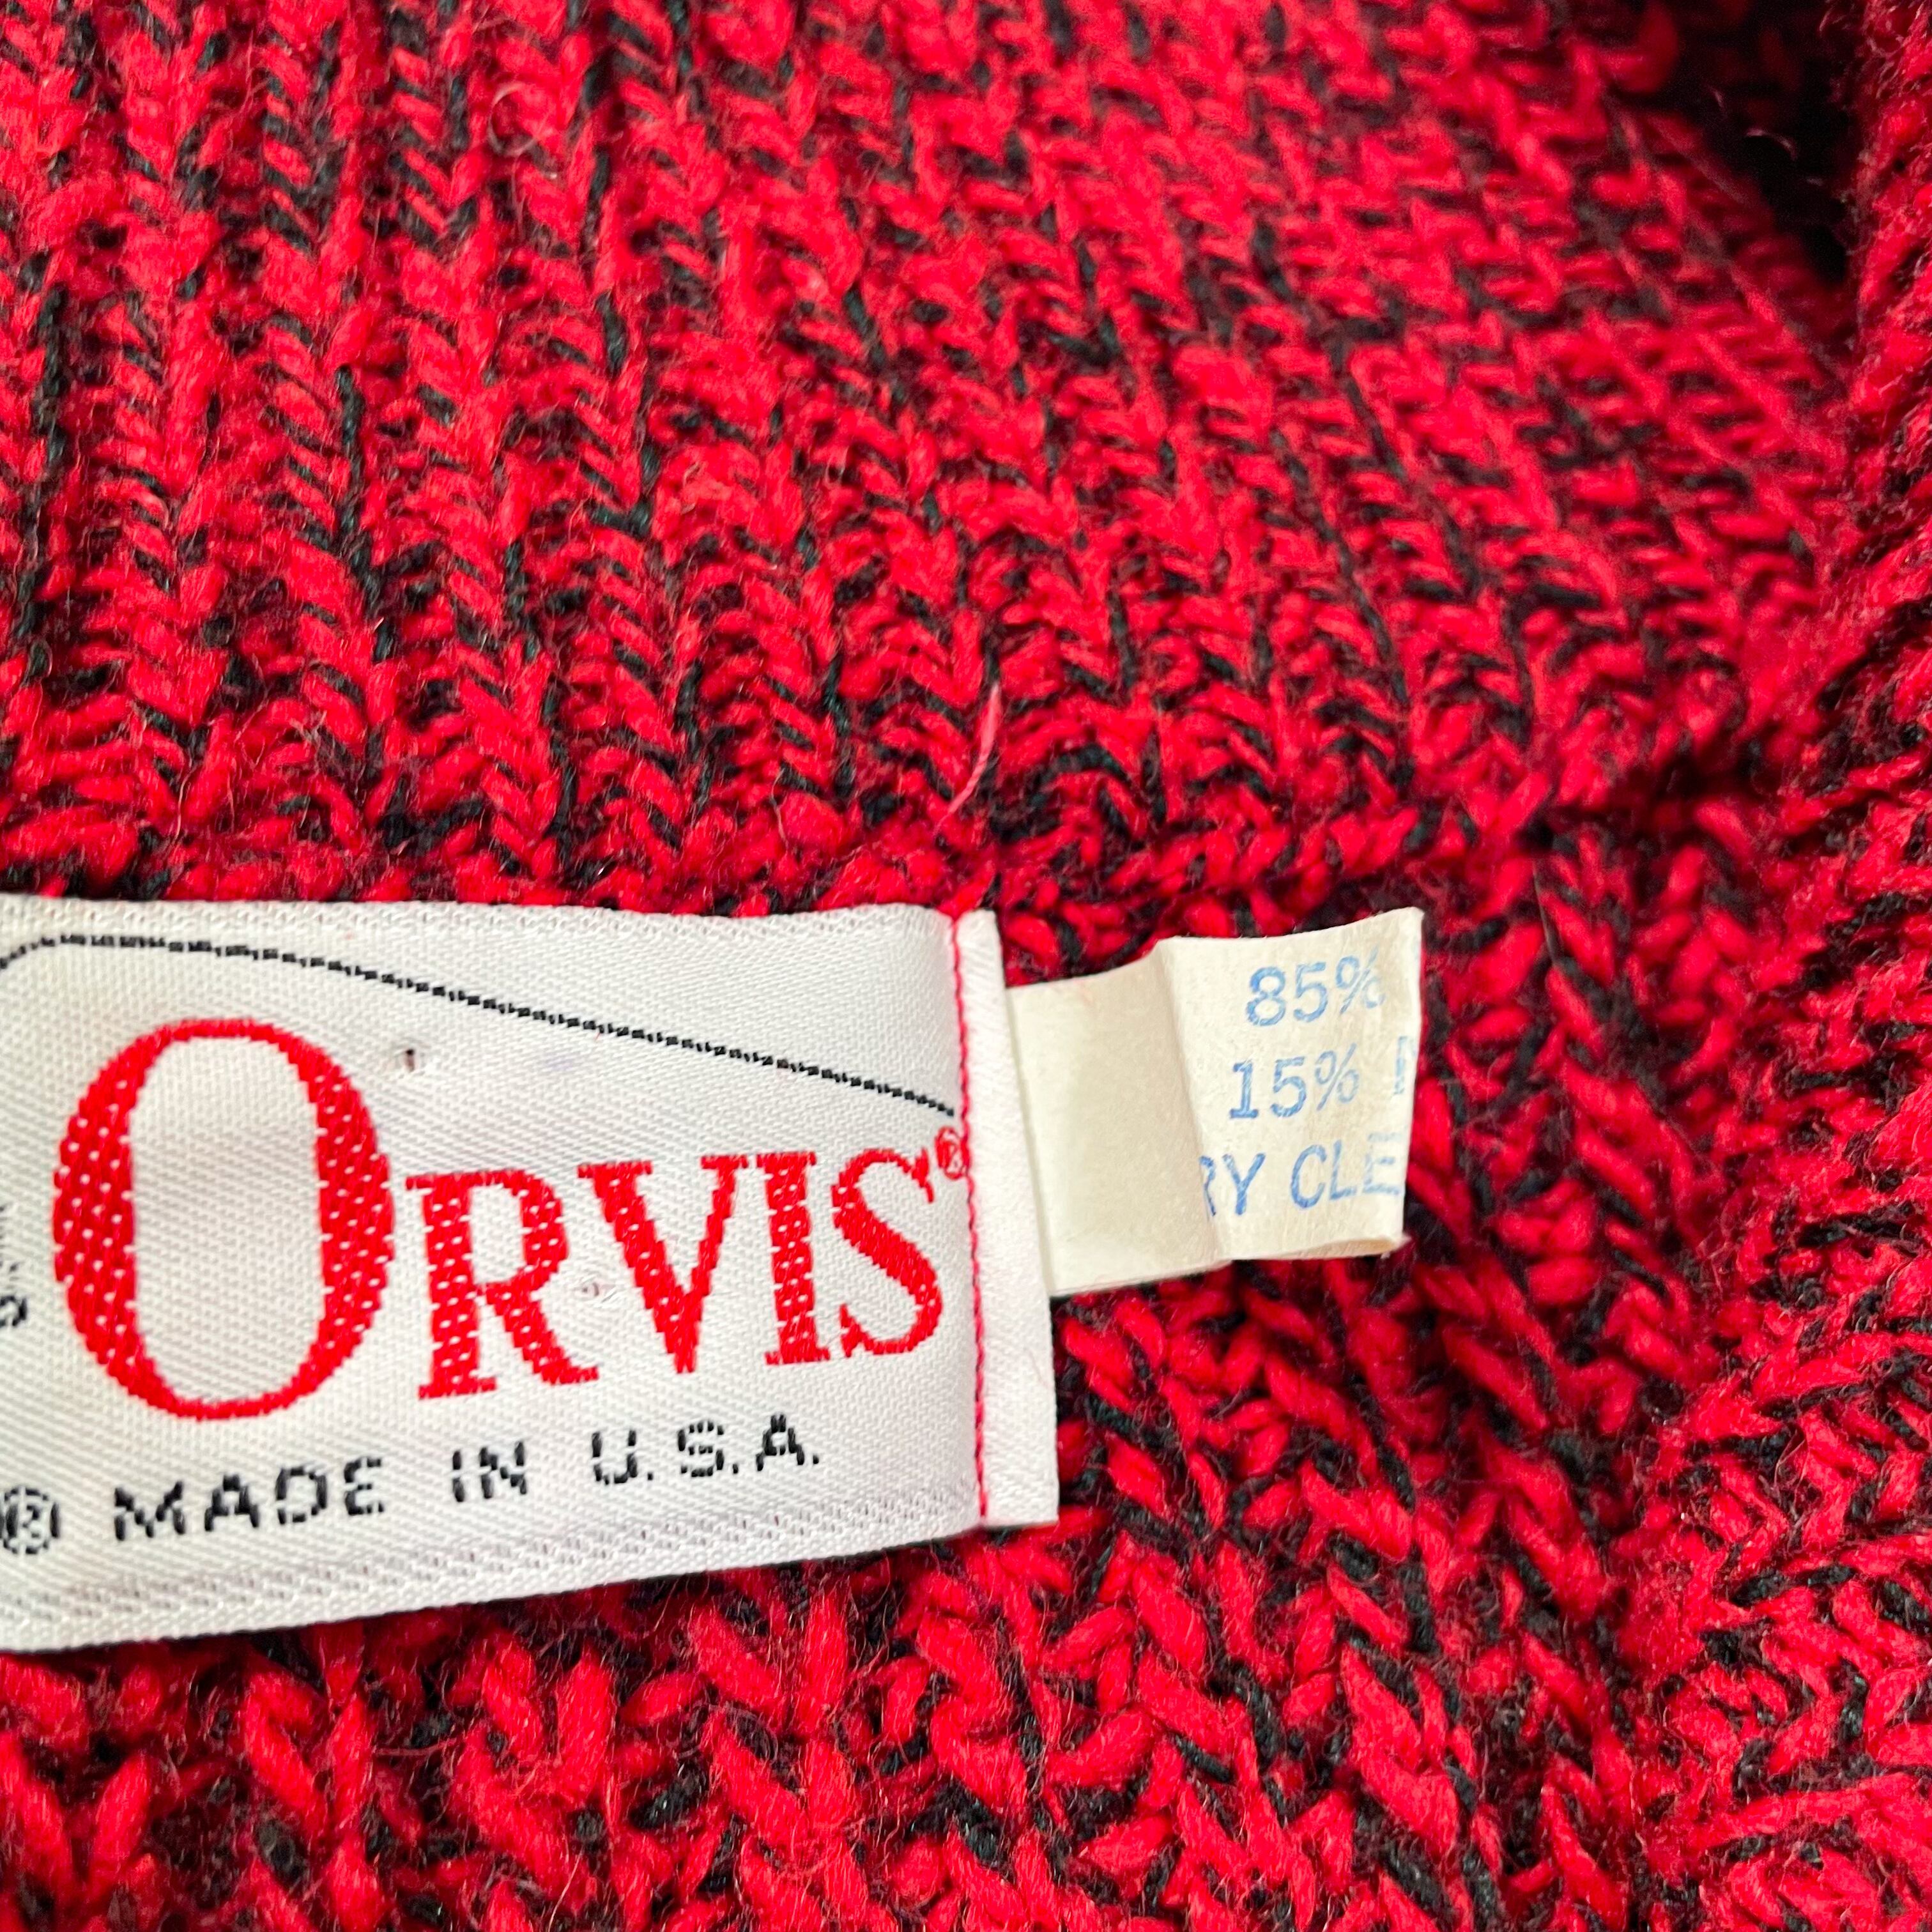 ORVIS®
® MADE IN U.S.A.
85%
15%
RY CLE